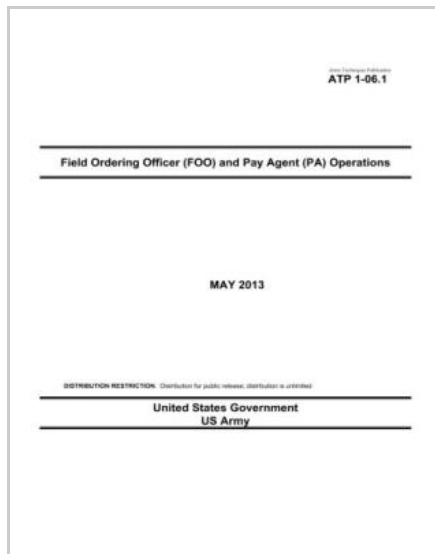 Army Techniques Publication
ATP 1-06.1
Field Ordering Officer (FOO) and Pay Agent (PA) Operations
MAY 2013
DISTRIBUTION RESTRICTION: Distribution for public release; distribution is unlimited
United States Government
US Army